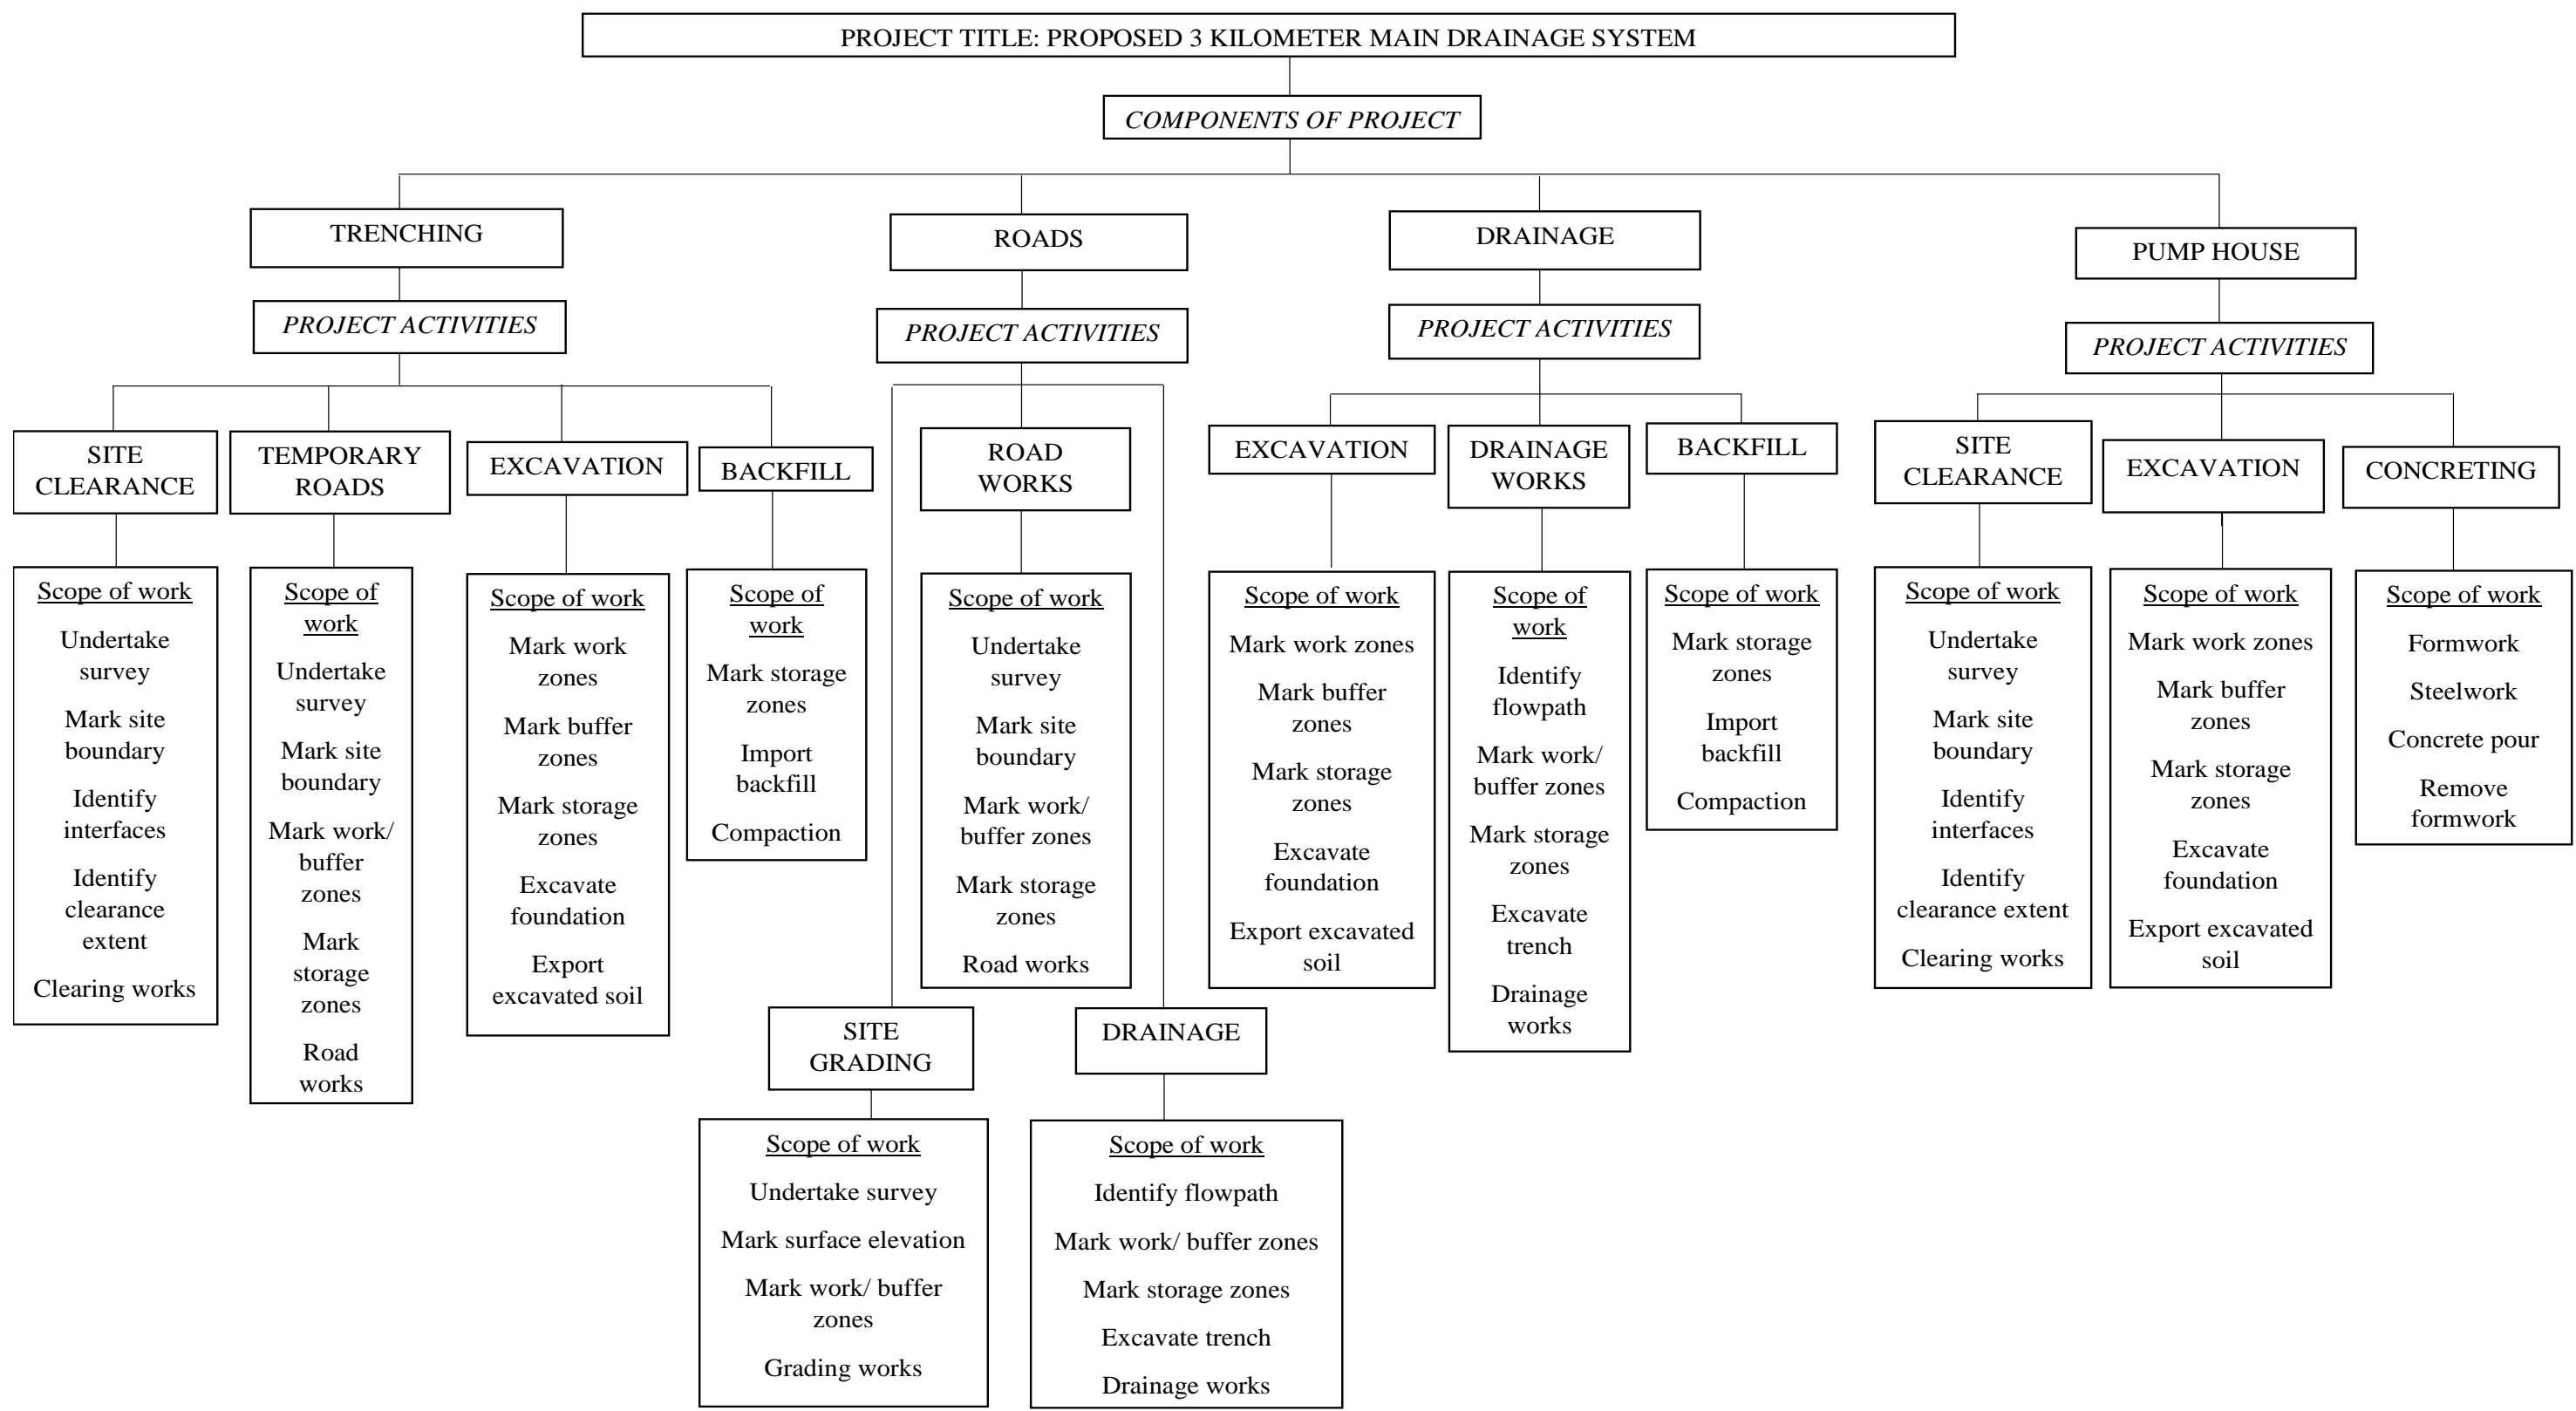 PROJECT TITLE: PROPOSED 3 KILOMETER MAIN DRAINAGE SYSTEM
COMPONENTS OF PROJECT
TRENCHING
PROJECT ACTIVITIES
SITE
CLEARANCE
Scope of work
Undertake
survey
Mark site
boundary
Identify
interfaces
Identify
clearance
extent
Clearing works
TEMPORARY
ROADS
Scope of
work
Undertake
survey
Mark site
boundary
Mark work/
buffer
zones
Mark
storage
zones
Road
works
EXCAVATION
Scope of work
Mark work
zones
Mark buffer
zones
Mark storage
zones
Excavate
foundation
Export
excavated soil
BACKFILL
Scope of
work
Mark storage
zones
Import
backfill
Compaction
ROADS
PROJECT ACTIVITIES
SITE
GRADING
Scope of work
Undertake survey
Mark surface elevation
Mark work/ buffer
zones
Grading works
ROAD
WORKS
Scope of work
Undertake
survey
Mark site
boundary
Mark work/
buffer zones
Mark storage
zones
Road works
DRAINAGE
Scope of work
Identify flowpath
Mark work/ buffer zones
Mark storage zones
Excavate trench
Drainage works
DRAINAGE
PROJECT ACTIVITIES
EXCAVATION
Scope of work
Mark work zones
Mark buffer
zones
Mark storage
zones
Excavate
foundation
Export excavated
soil
DRAINAGE
WORKS
Scope of
work
Identify
flowpath
Mark work/
buffer zones
Mark storage
zones
Excavate
trench
Drainage
works
BACKFILL
Scope of work
Mark storage
zones
Import
backfill
Compaction
PUMP HOUSE
PROJECT ACTIVITIES
SITE
CLEARANCE
Scope of work
Undertake
survey
Mark site
boundary
Identify
interfaces
Identify
clearance extent
Clearing works
EXCAVATION
Scope of work
Mark work zones
Mark buffer
zones
Mark storage
zones
Excavate
foundation
Export excavated
soil
CONCRETING
Scope of work
Formwork
Steelwork
Concrete pour
Remove
formwork